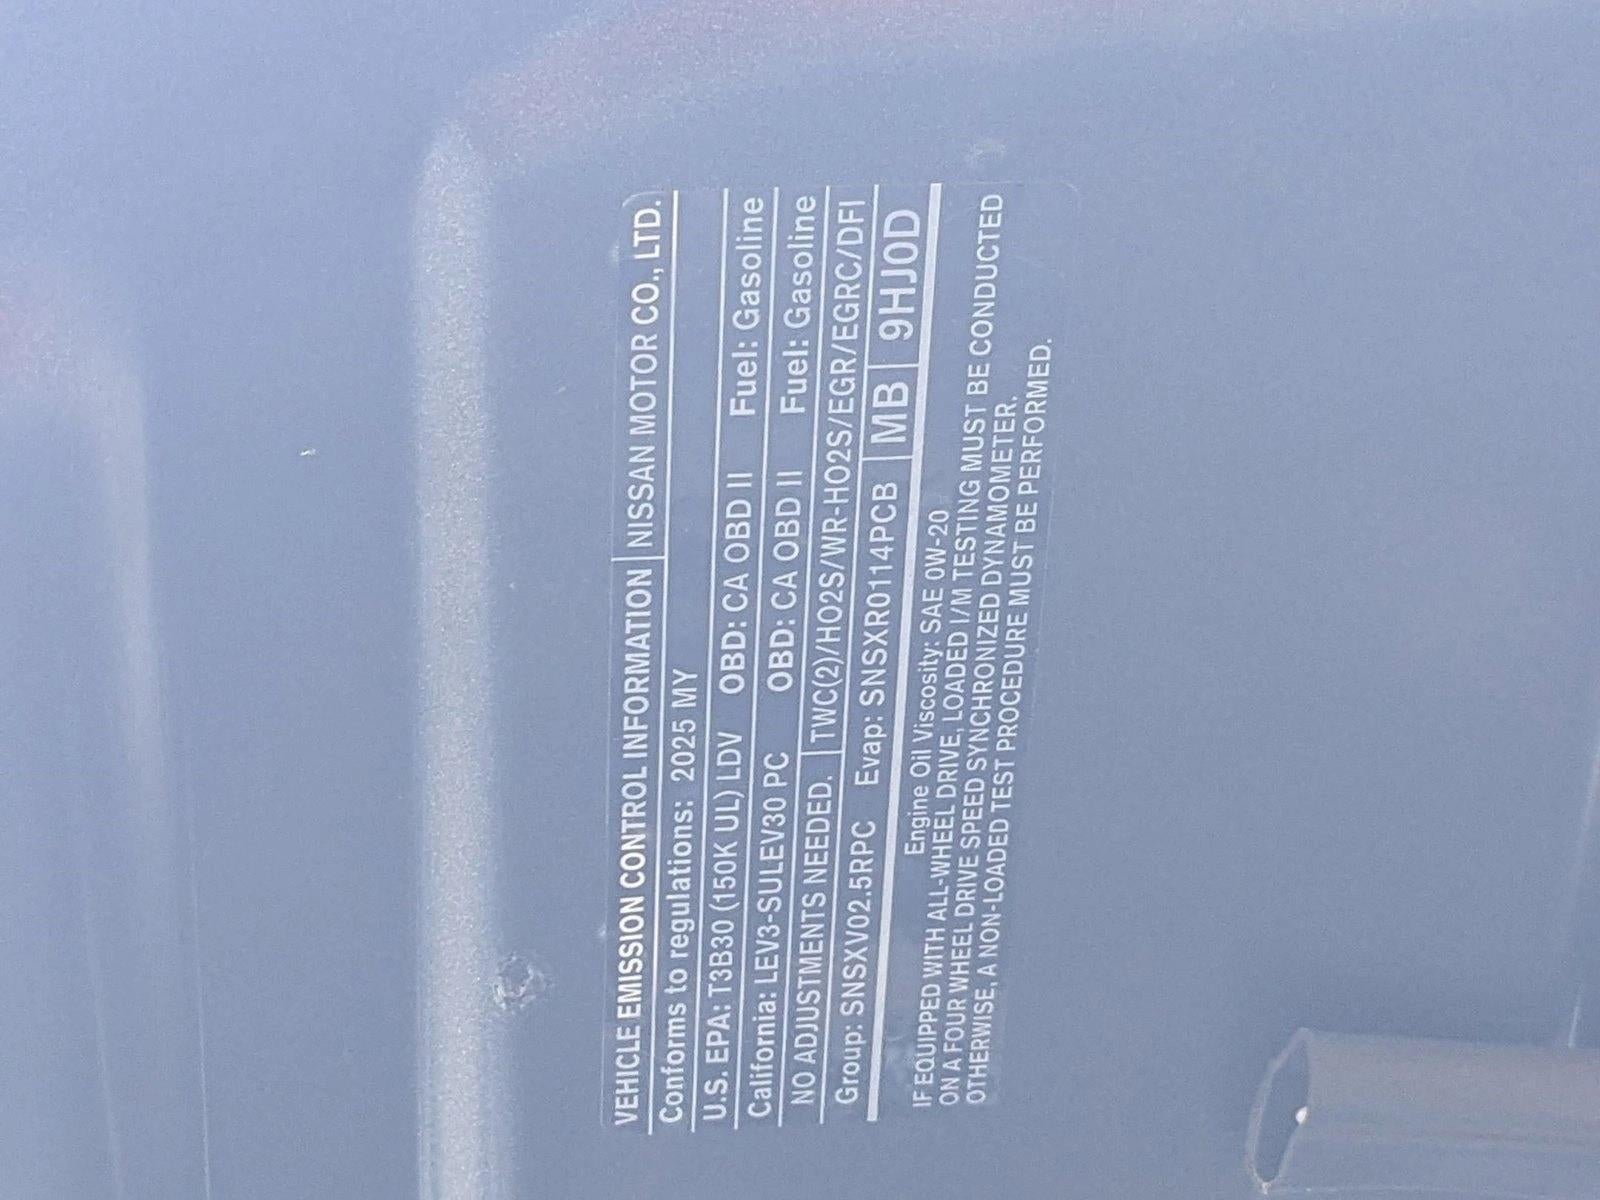 VEHICLE EMISSION CONTROL INFORMATION NISSAN MOTOR CO., LTD.
Conforms to regulations: 2025 MY
U.S. EPA: T3B30 (150K UL) LDV OBD: CA OBD II Fuel: Gasoline
California: LEV3-SULEV30 PC OBD: CA OBD II Fuel: Gasoline
NO ADJUSTMENTS NEEDED. TWC(2)/HO2S/WR-HO2S/EGR/EGRC/DFI
Group: SNSXV02.5RPC Evap: SNSXR0114PCB MB 9HJ0D
Engine Oil Viscosity: SAE 0W-20
IF EQUIPPED WITH ALL-WHEEL DRIVE, LOADED I/M TESTING MUST BE CONDUCTED
ON A FOUR WHEEL DRIVE SPEED SYNCHRONIZED DYNAMOMETER.
OTHERWISE, A NON-LOADED TEST PROCEDURE MUST BE PERFORMED.